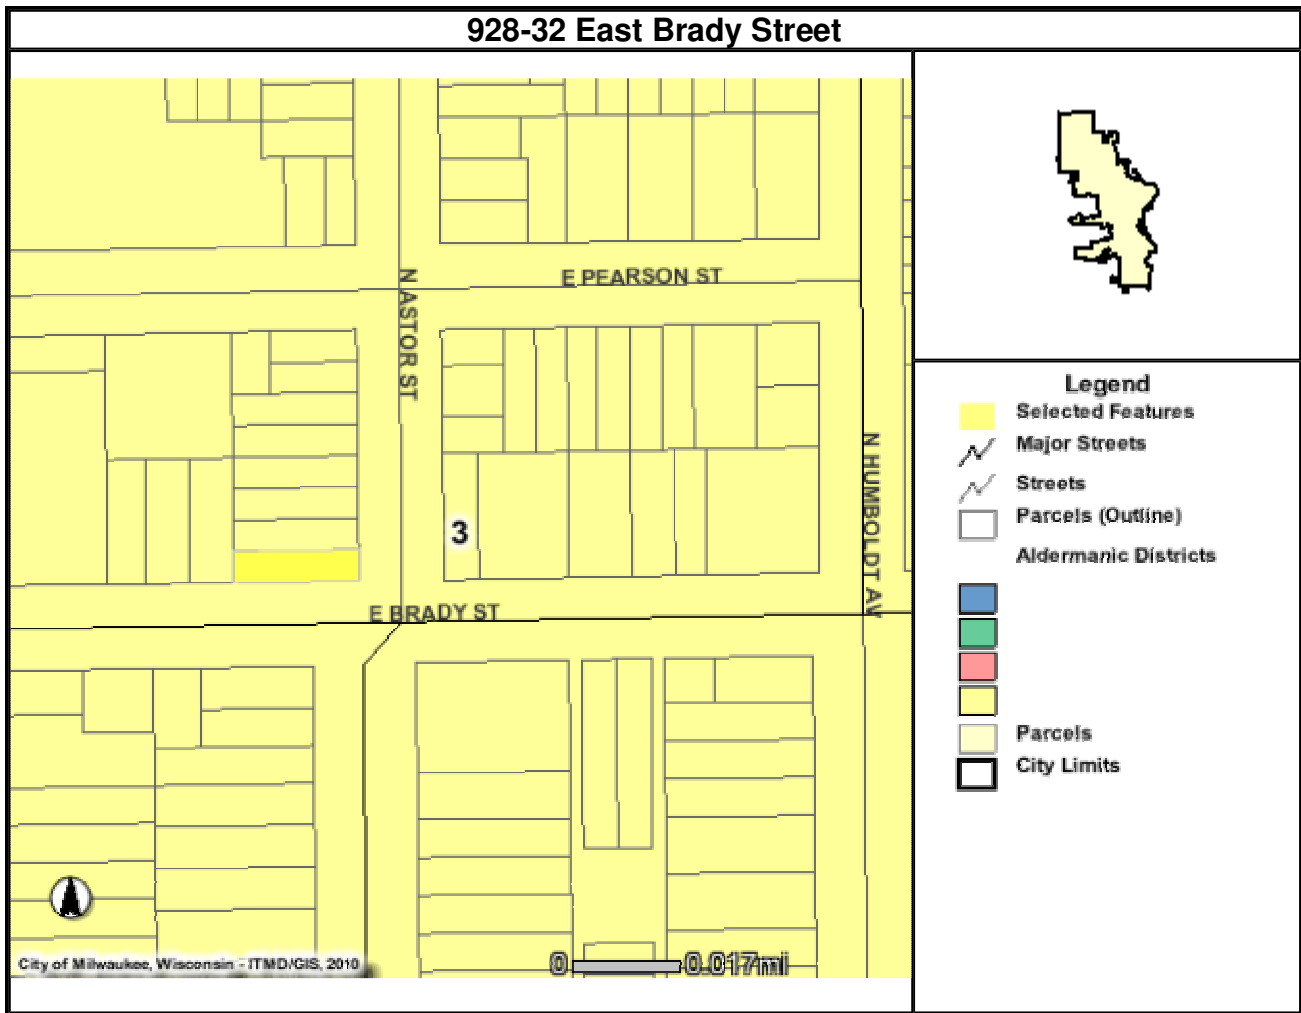 928-32 East Brady Street
E PEARSON ST
N ASTOR ST
N HUMBOLDT AV
3
E BRADY ST
City of Milwaukee, Wisconsin - ITMD/GIS, 2010
0 0.017mi
Legend
Selected Features
Major Streets
Streets
Parcels (Outline)
Aldermanic Districts
Parcels
City Limits